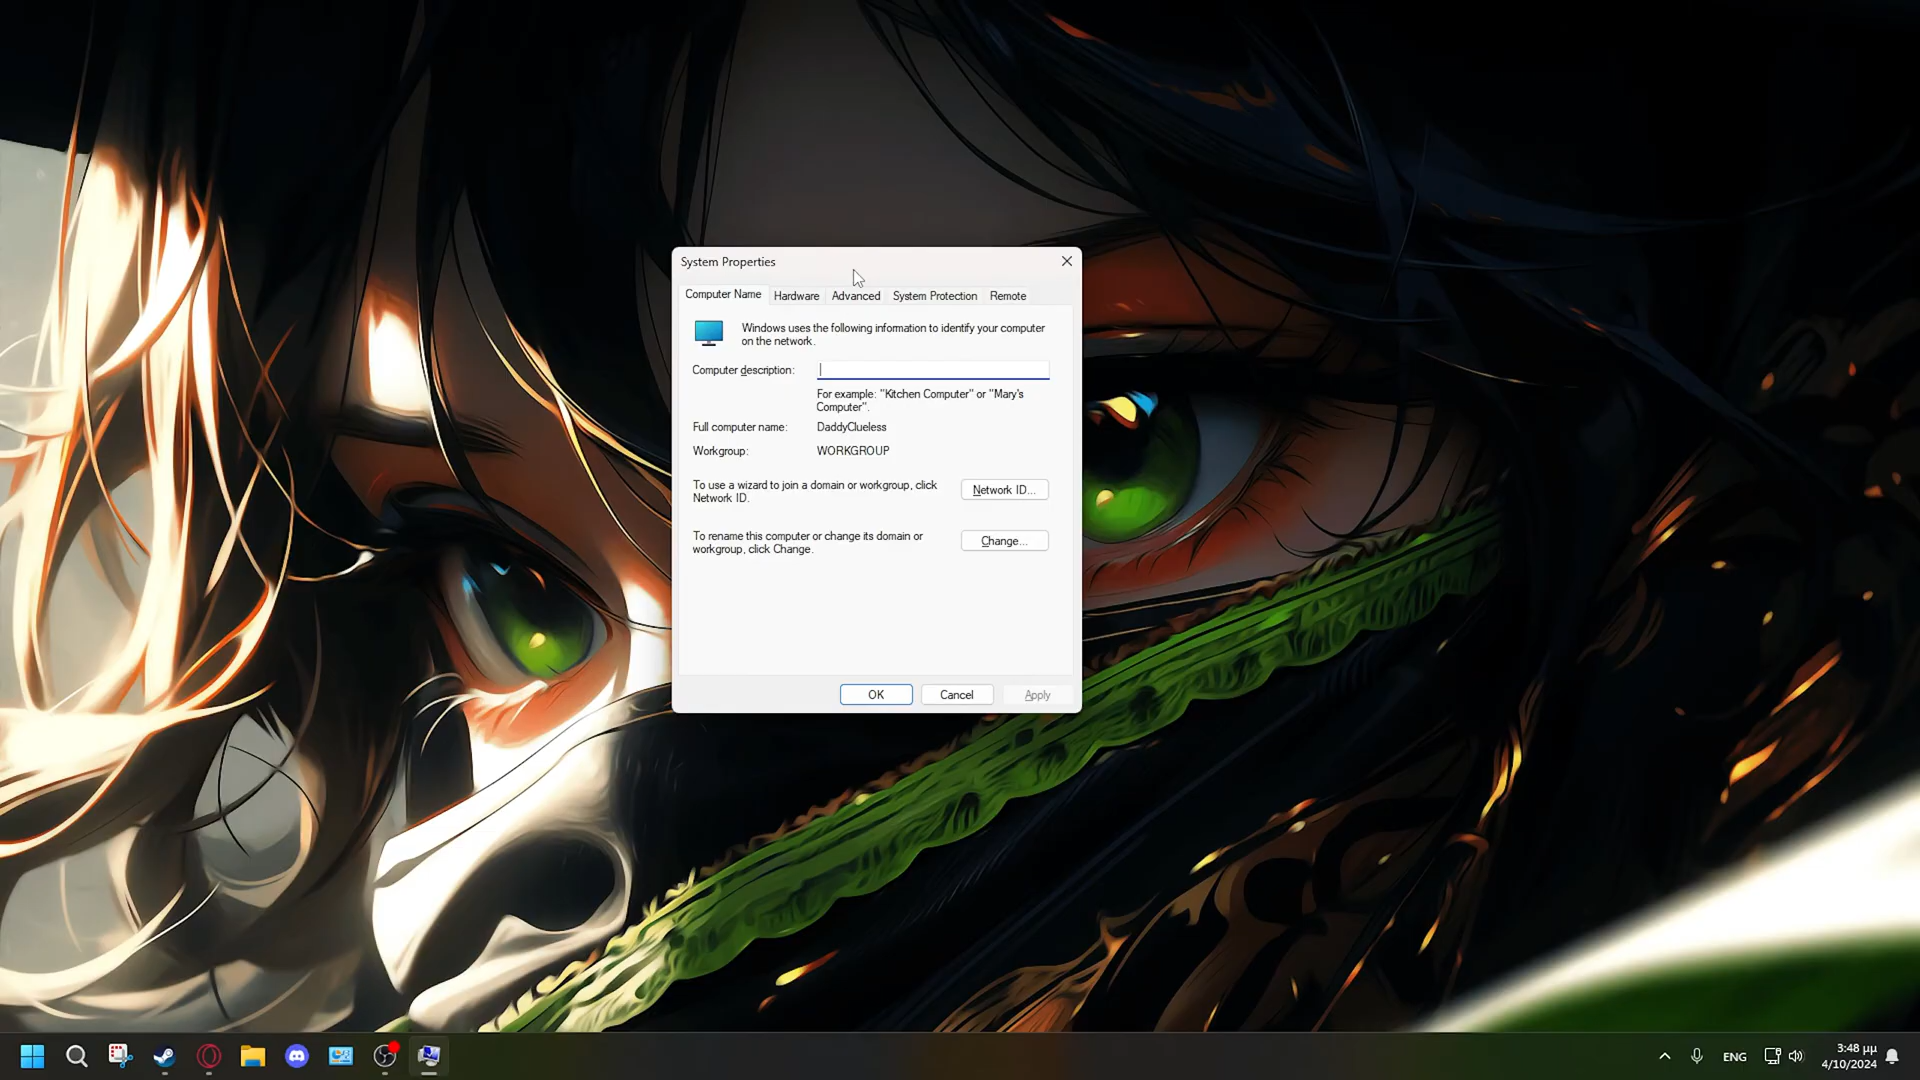 System Properties
Computer Name Hardware Advanced System Protection Remote
Windows uses the following information to identify your computer
on the network.
Computer description:
For example: "Kitchen Computer" or "Mary's
Computer".
Full computer name: DaddyClueless
Workgroup: WORKGROUP
To use a wizard to join a domain or workgroup, click
Network ID.
Network ID...
To rename this computer or change its domain or
workgroup, click Change.
Change...
OK Cancel Apply
ENG
3:48 μμ
4/10/2024